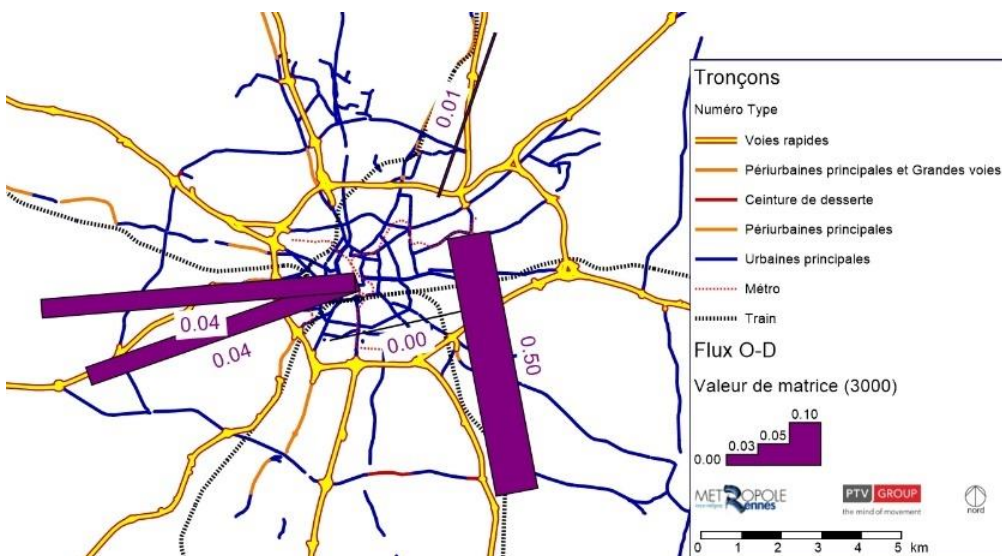 0.01
0.04
0.04
0.00
0.50
Tronçons
Numéro Type
Voies rapides
Périurbaines principales et Grandes voies
Ceinture de desserte
Périurbaines principales
Urbaines principales
Métro
Train
Flux O-D
Valeur de matrice (3000)
0.10
0.05
0.03
0.00
METROPOLE
Rennes
PTV GROUP
the mind of movement
nord
0 1 2 3 4 5 km